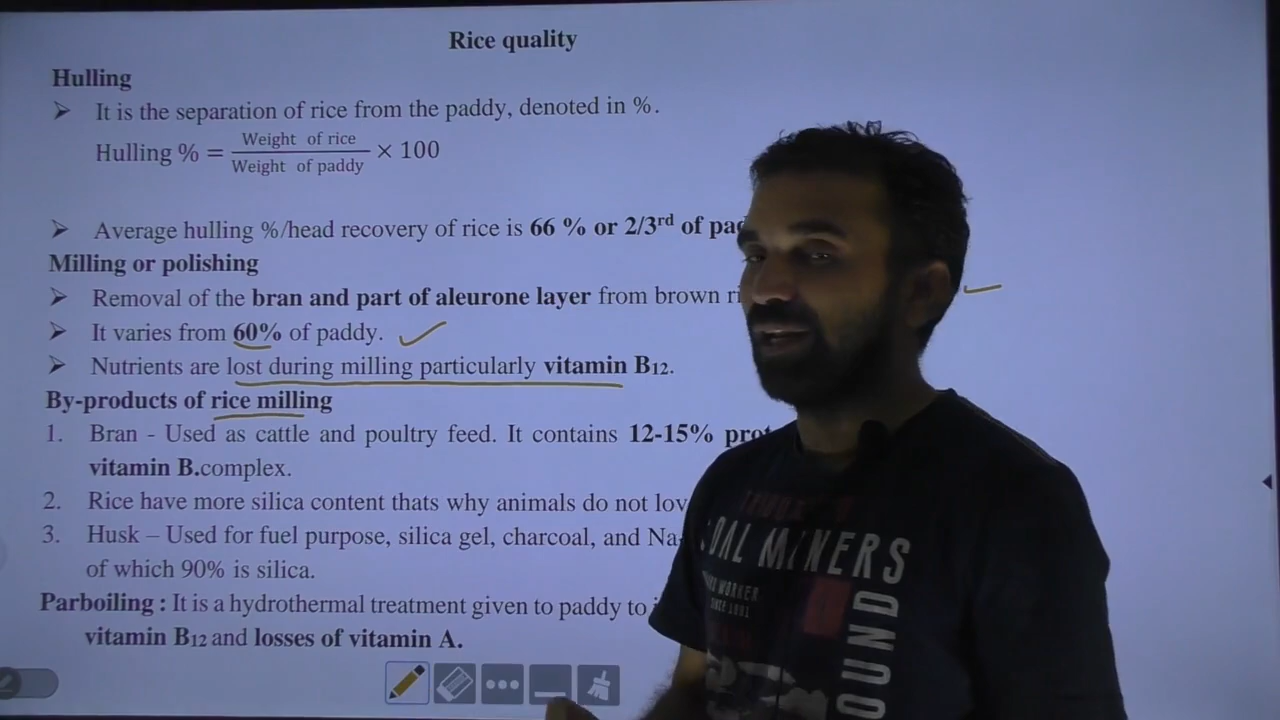 Rice quality
Hulling
➢ It is the separation of rice from the paddy, denoted in %.
Hulling % = Weight of rice / Weight of paddy × 100
➢ Average hulling %/head recovery of rice is 66 % or 2/3rd of
Milling or polishing
➢ Removal of the bran and part of aleurone layer from brown
➢ It varies from 60% of paddy.
➢ Nutrients are lost during milling particularly vitamin B12.
By-products of rice milling
1. Bran - Used as cattle and poultry feed. It contains 12-15%
vitamin B.complex.
2. Rice have more silica content thats why animals do not
3. Husk – Used for fuel purpose, silica gel, charcoal, and
of which 90% is silica.
Parboiling : It is a hydrothermal treatment given to paddy to
vitamin B12 and losses of vitamin A.
MINERS
WORKER
SINCE 1891
OUND